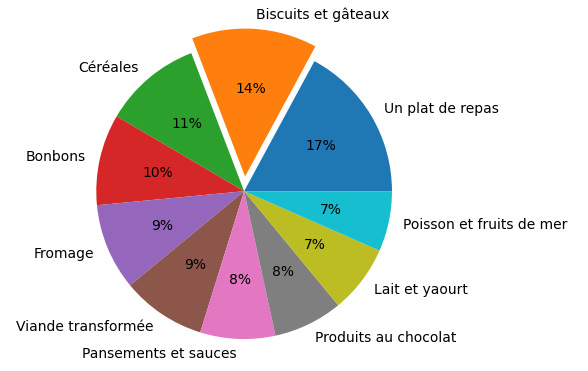 Biscuits et gâteaux
Céréales
14%
Un plat de repas
11%
17%
Bonbons
10%
9%
7%
Poisson et fruits de mer
Fromage
7%
9%
8%
8%
Lait et yaourt
Viande transformée
Produits au chocolat
Pansements et sauces